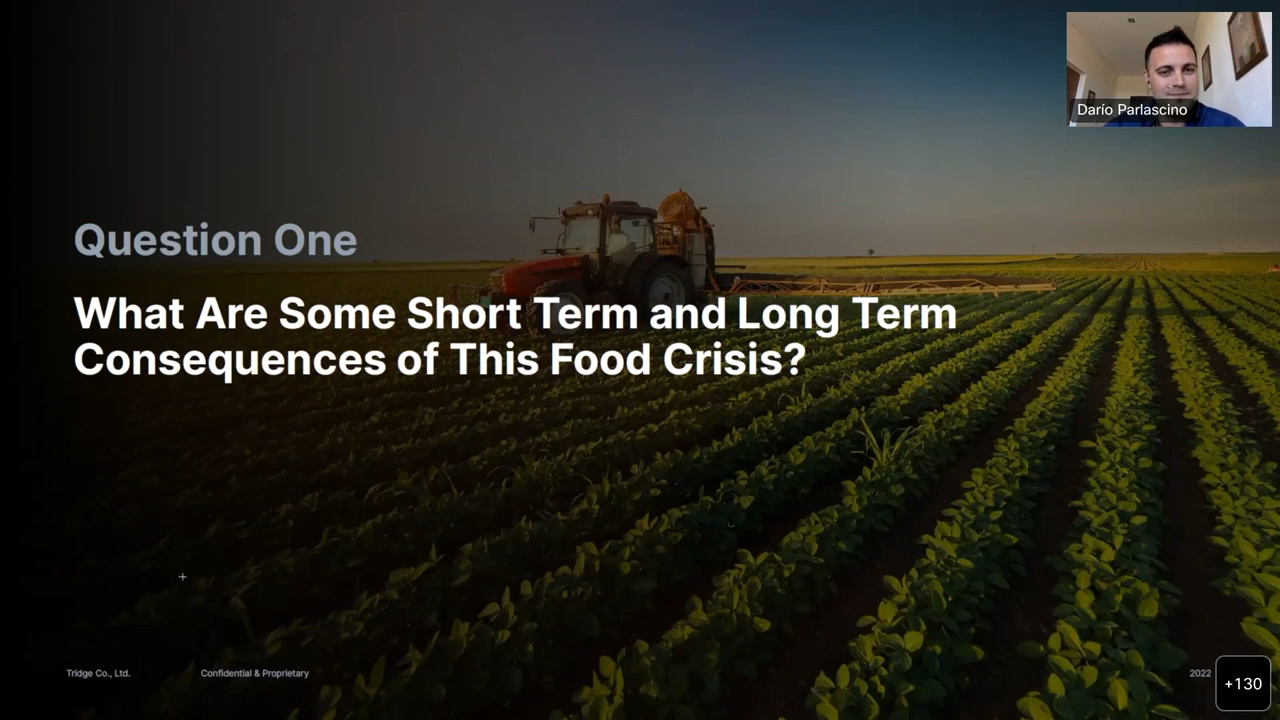 Darío Parlascino
Question One
What Are Some Short Term and Long Term
Consequences of This Food Crisis?
Tridge Co., Ltd.
Confidential & Proprietary
2022
+130